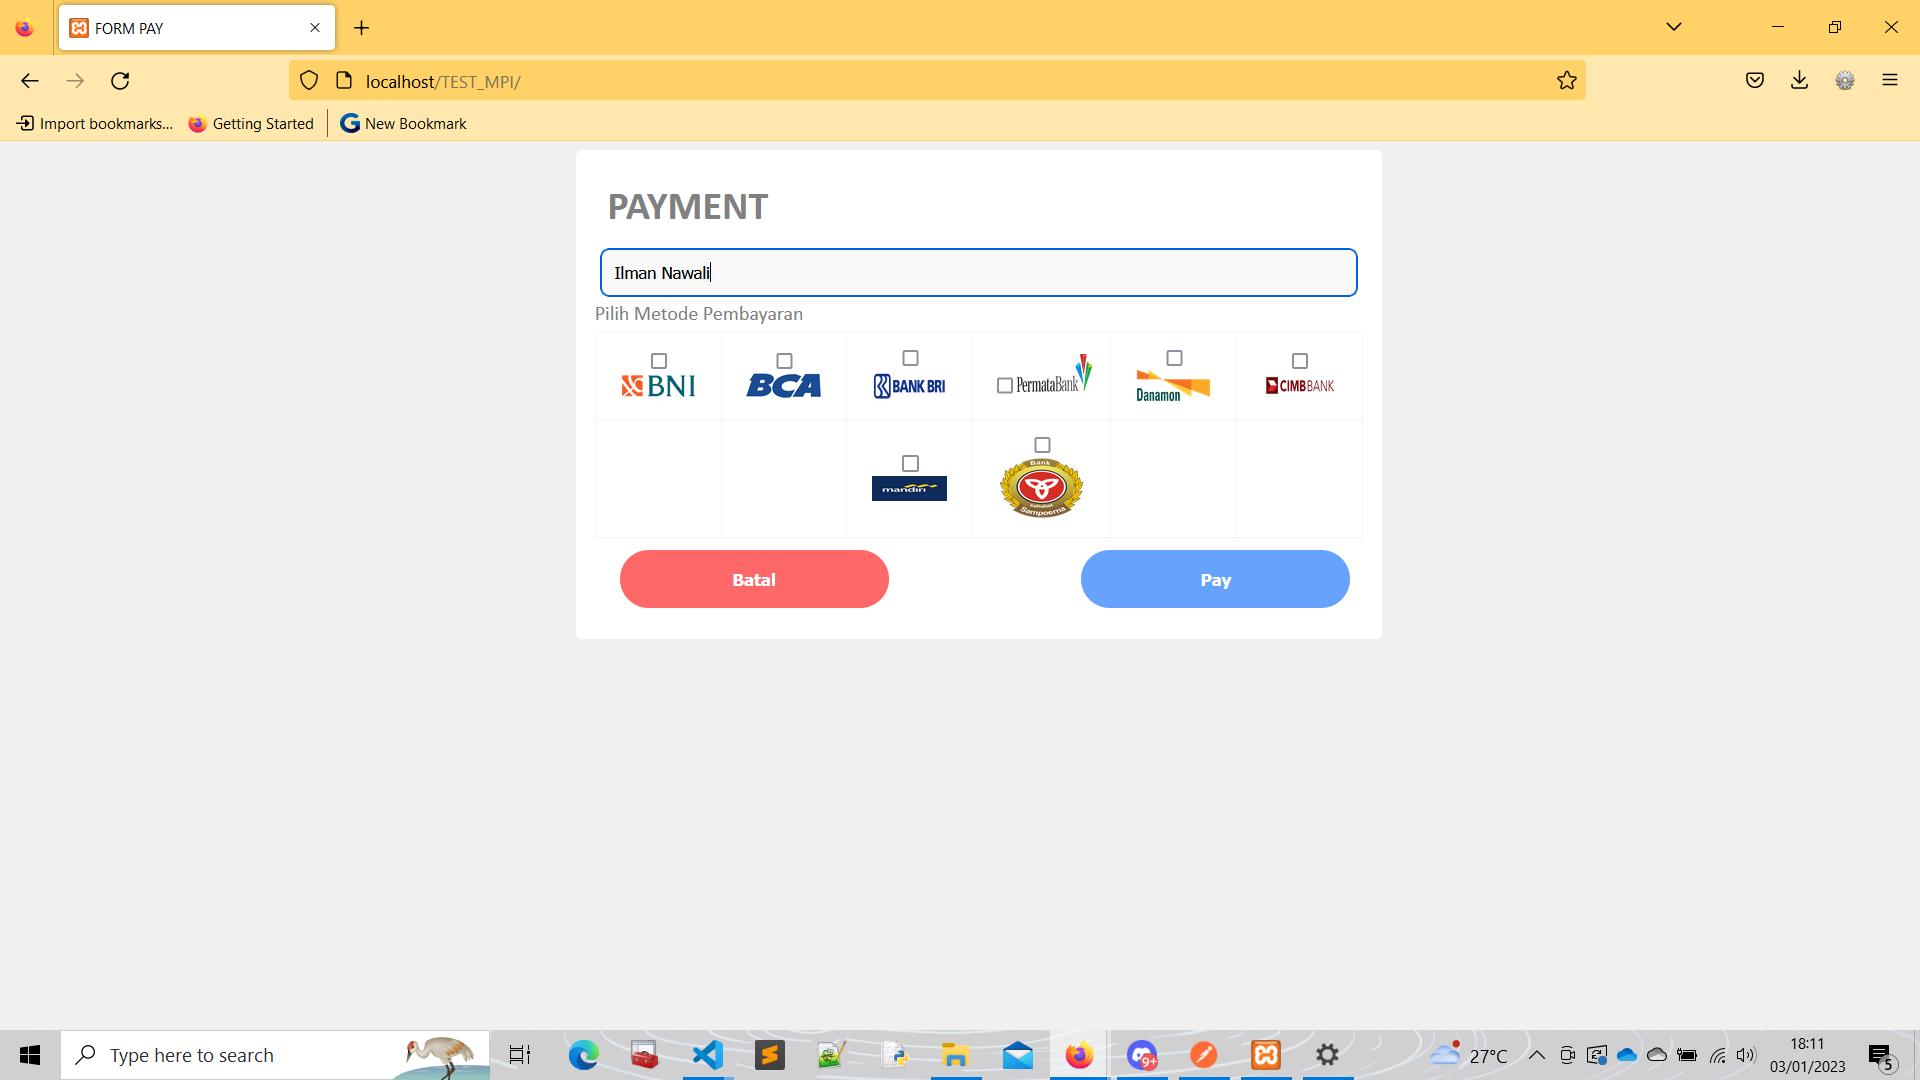 FORM PAY
localhost/TEST_MPI/
Import bookmarks...
Getting Started
New Bookmark
PAYMENT
Ilman Nawali
Pilih Metode Pembayaran
BNI
BCA
BANK BRI
PermataBank
Danamon
CIMB BANK
mandiri
Bank
sahabat
Sampoerna
Batal
Pay
Type here to search
9+
27°C
18:11
03/01/2023
5